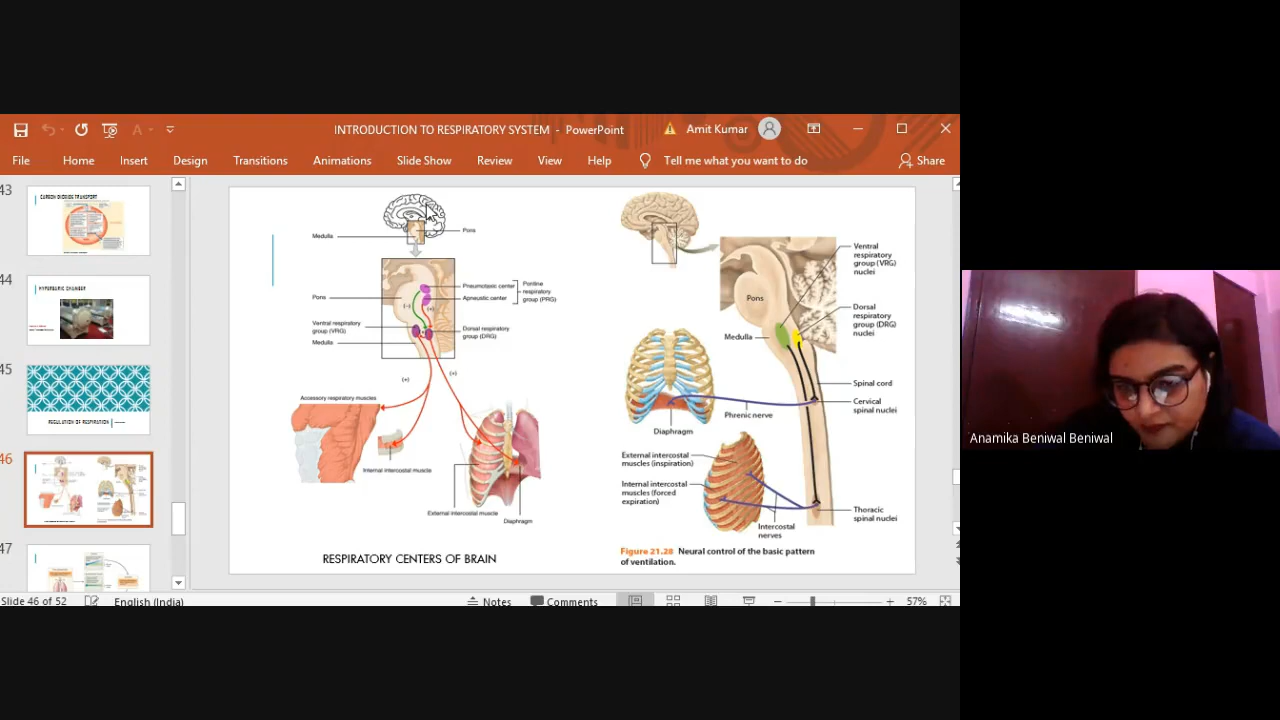 INTRODUCTION TO RESPIRATORY SYSTEM - PowerPoint
Amit Kumar
File Home Insert Design Transitions Animations Slide Show Review View Help Tell me what you want to do Share
43
CARBON DIOXIDE TRANSPORT
44
HYPERBARIC CHAMBER
45
REGULATION OF RESPIRATION
46
47
Medulla
Pons
Pons
Pneumotaxic center
Apneustic center
Pontine
respiratory
group (PRG)
Ventral respiratory
group (VRG)
Medulla
Dorsal respiratory
group (DRG)
(-)
(+)
(+)
(+)
Accessory respiratory muscles
Internal intercostal muscle
External intercostal muscle
Diaphragm
RESPIRATORY CENTERS OF BRAIN
Ventral
respiratory
group (VRG)
nuclei
Pons
Dorsal
respiratory
group (DRG)
nuclei
Medulla
Spinal cord
Cervical
spinal nuclei
Phrenic nerve
Diaphragm
External intercostal
muscles (inspiration)
Internal intercostal
muscles (forced
expiration)
Intercostal
nerves
Thoracic
spinal nuclei
Figure 21.28 Neural control of the basic pattern
of ventilation.
Slide 46 of 52 English (India) Notes Comments 57%
Anamika Beniwal Beniwal